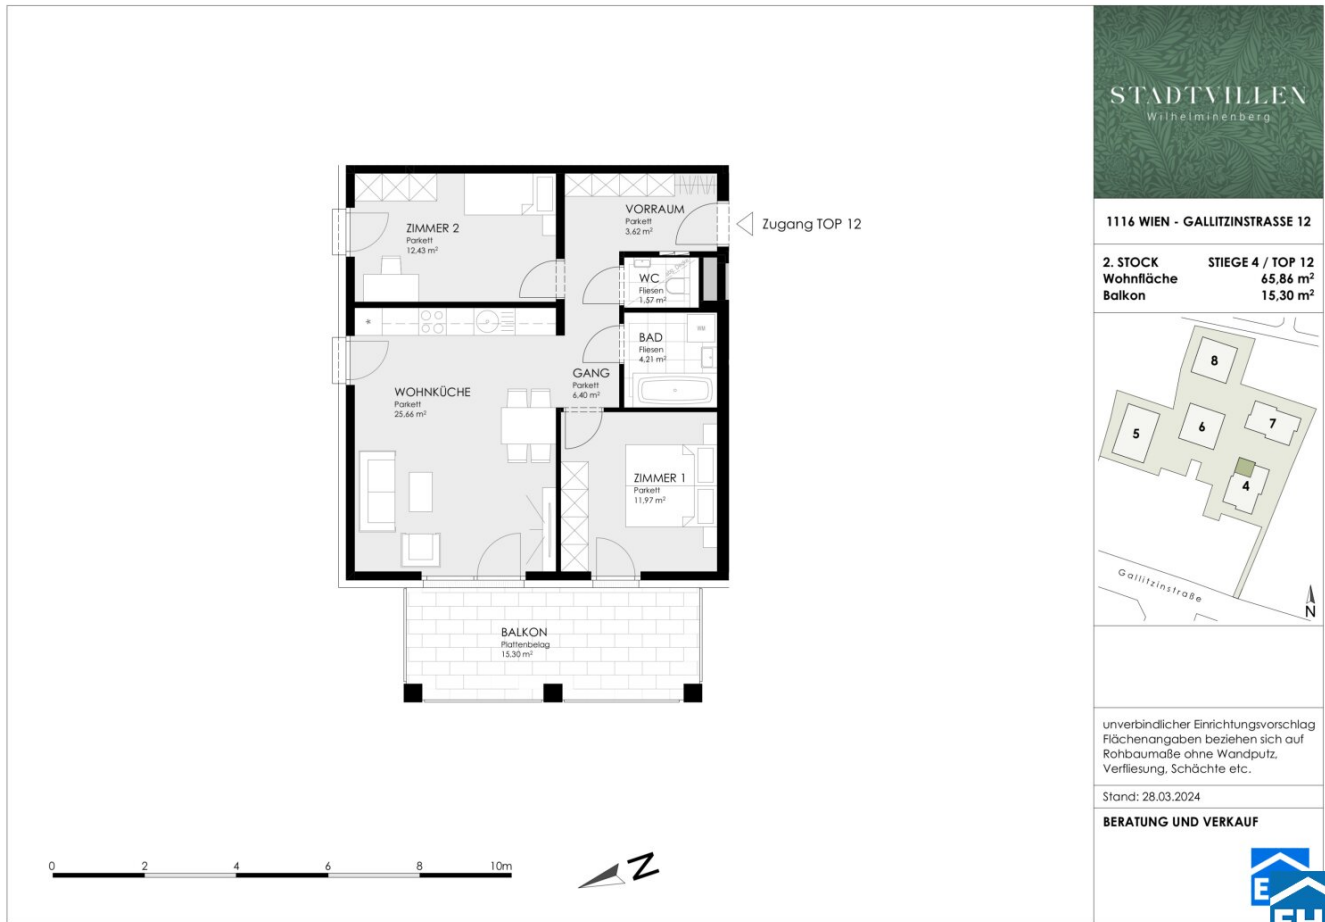 ZIMMER 2
Parkett
12,43 m²
VORRAUM
Parkett
3,62 m²
Zugang TOP 12
WC
Fliesen
1,57 m²
BAD
Fliesen
4,21 m²
WM
GANG
Parkett
6,40 m²
WOHNKÜCHE
Parkett
25,66 m²
ZIMMER 1
Parkett
11,97 m²
BALKON
Plattenbelag
15,30 m²
0 2 4 6 8 10m
N
STADTVILLEN
Wilhelminenberg
1116 WIEN - GALLITZINSTRASSE 12
2. STOCK STIEGE 4 / TOP 12
Wohnfläche 65,86 m²
Balkon 15,30 m²
8
5
6
7
4
Gallitzinstraße
N
unverbindlicher Einrichtungsvorschlag
Flächenangaben beziehen sich auf
Rohbaumaße ohne Wandputz,
Verfliesung, Schächte etc.
Stand: 28.03.2024
BERATUNG UND VERKAUF
E
EH